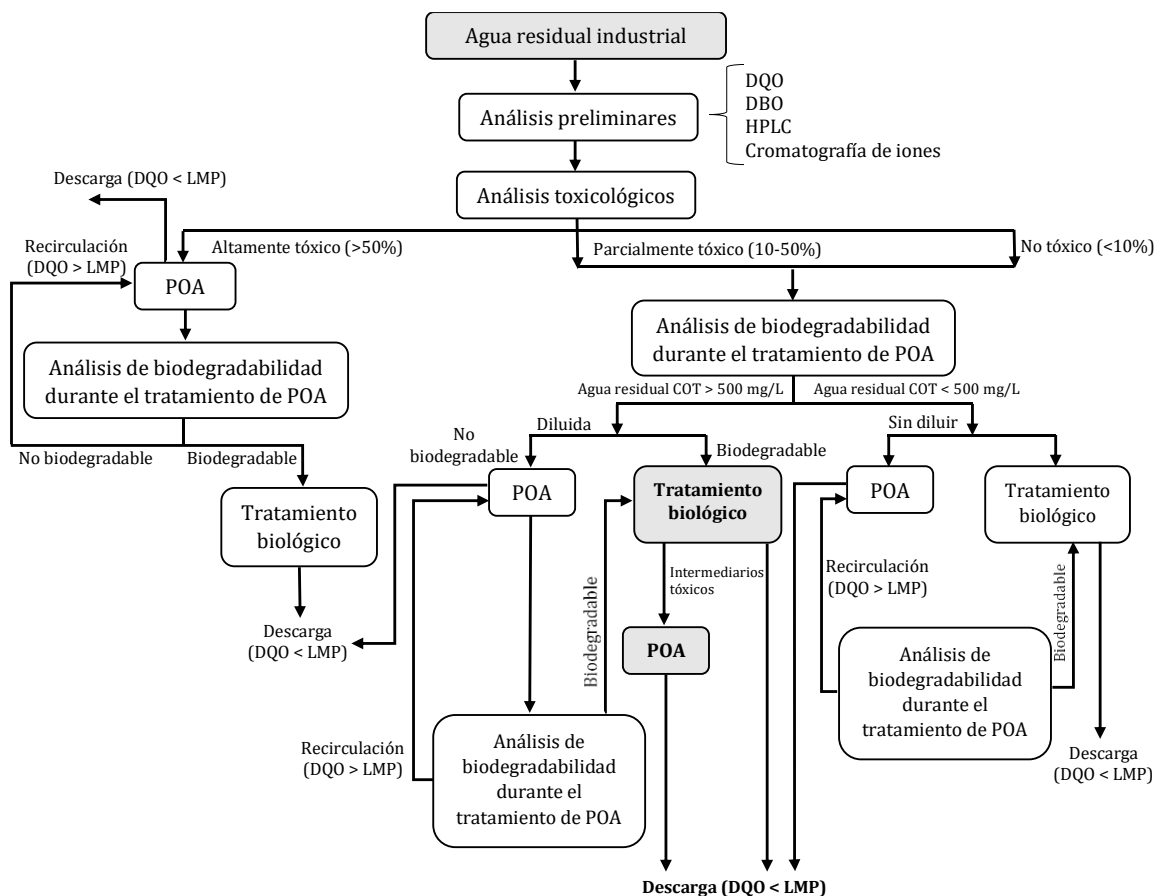 Agua residual industrial
Análisis preliminares
DQO
DBO
HPLC
Cromatografía de iones
Análisis toxicológicos
Descarga (DQO < LMP)
Recirculación
(DQO > LMP)
Altamente tóxico (>50%)
Parcialmente tóxico (10-50%)
No tóxico (<10%)
POA
Análisis de biodegradabilidad
durante el tratamiento de POA
No biodegradable
Biodegradable
Tratamiento
biológico
Descarga
(DQO < LMP)
Análisis de biodegradabilidad
durante el tratamiento de POA
Agua residual COT > 500 mg/L
Agua residual COT < 500 mg/L
Diluida
Sin diluir
No
biodegradable
Biodegradable
POA
Tratamiento
biológico
POA
Tratamiento
biológico
Intermediarios
tóxicos
POA
Biodegradable
Recirculación
(DQO > LMP)
Análisis de
biodegradabilidad
durante el
tratamiento de POA
Recirculación
(DQO > LMP)
Análisis de
biodegradabilidad
durante el
tratamiento de POA
Biodegradable
Descarga
(DQO < LMP)
Descarga (DQO < LMP)